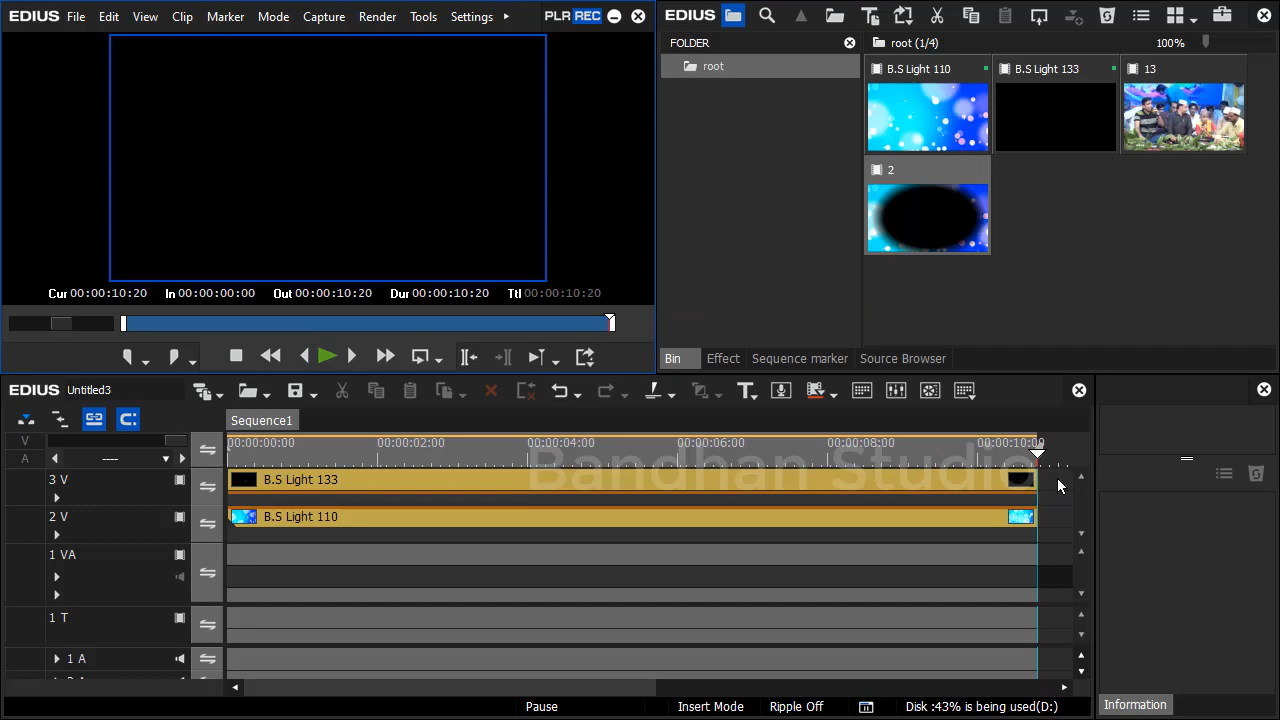 EDIUS File Edit View Clip Marker Mode Capture Render Tools Settings PLR REC
EDIUS
FOLDER
root (1/4)
100%
root
B.S Light 110
B.S Light 133
13
2
Cur 00:00:10:20 In 00:00:00:00 Out 00:00:10:20 Dur 00:00:10:20 Ttl 00:00:10:20
Bin Effect Sequence marker Source Browser
EDIUS Untitled3
Sequence1
V
A
----
00:00:00:00 00:00:02:00 00:00:04:00 00:00:06:00 00:00:08:00 00:00:10:00
Bandhan Studio
3 V
B.S Light 133
2 V
B.S Light 110
1 VA
1 T
1 A
Pause Insert Mode Ripple Off Disk :43% is being used(D:)
Information